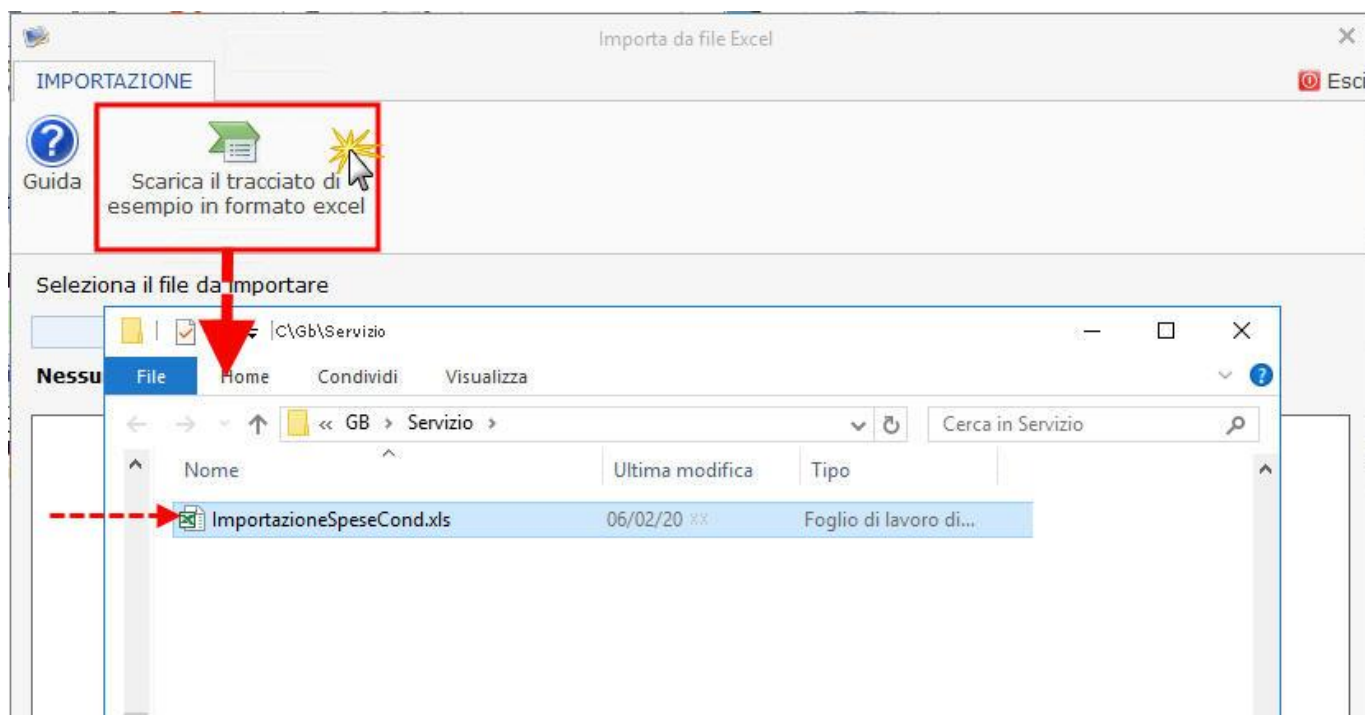 Importa da file Excel
IMPORTAZIONE
Esci
Guida
Scarica il tracciato di
esempio in formato excel
Seleziona il file da importare
C\Gb\Servizio
Nessu
File Home Condividi Visualizza
« GB > Servizio >
Cerca in Servizio
Nome Ultima modifica Tipo
ImportazioneSpeseCond.xls 06/02/20 xx Foglio di lavoro di...